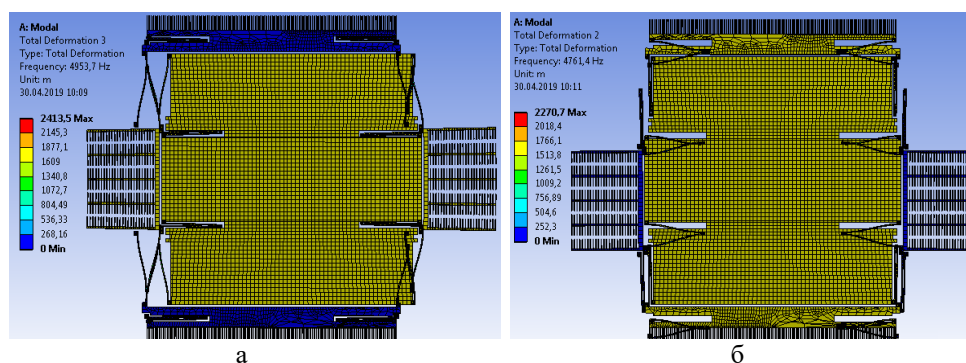 A: Modal
Total Deformation 3
Type: Total Deformation
Frequency: 4953,7 Hz
Unit: m
30.04.2019 10:09
2413,5 Max
2145,3
1877,1
1609
1340,8
1072,7
804,49
536,33
268,16
0 Min
A: Modal
Total Deformation 2
Type: Total Deformation
Frequency: 4761,4 Hz
Unit: m
30.04.2019 10:11
2270,7 Max
2018,4
1766,1
1513,8
1261,5
1009,2
756,89
504,6
252,3
0 Min
а
б